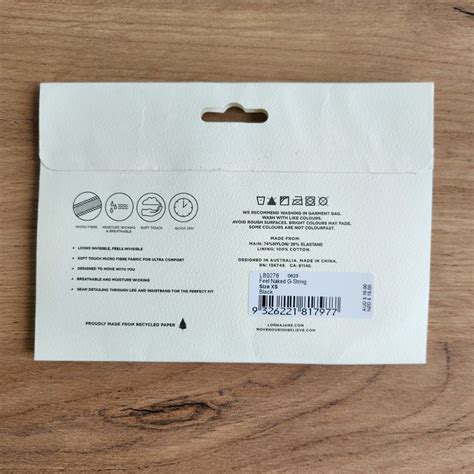 MICRO FIBRE
MOISTURE WICKING
& BREATHABLE
SOFT TOUCH
QUICK DRY
LOOKS INVISIBLE, FEELS INVISIBLE
SOFT TOUCH MICRO FIBRE FABRIC FOR ULTRA COMFORT
DESIGNED TO MOVE WITH YOU
BREATHABLE AND MOISTURE WICKING
SEAM DETAILING THROUGH LEG AND WAISTBAND FOR THE PERFECT FIT
PROUDLY MADE FROM RECYCLED PAPER
WE RECOMMEND WASHING IN GARMENT BAG.
WASH WITH LIKE COLOURS.
AVOID ROUGH SURFACES. BRIGHT COLOURS MAY FADE,
SOME COLOURS ARE NOT COLOURFAST.
MADE FROM:
MAIN: 74%NYLON/ 26% ELASTANE
LINING: 100% COTTON.
DESIGNED IN AUSTRALIA. MADE IN CHINA.
RN: 136749. CA: 61140.
LB0278 0623
Feel Naked G-String
Size XS
Black
9 326221 817977
LORNAJANE.COM
MOVENOURISHBELIEVE.COM